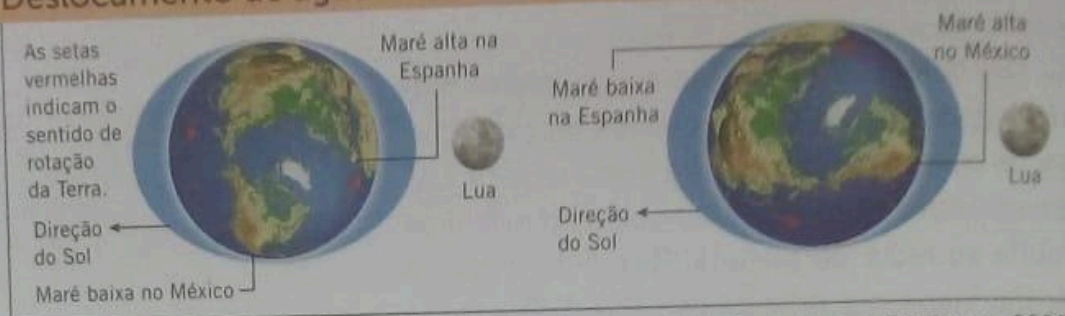 As setas
vermelhas
indicam o
sentido de
rotação
da Terra.
Direção
do Sol
Maré baixa no México
Maré alta na
Espanha
Lua
Maré baixa
na Espanha
Direção
do Sol
Maré alta
no México
Lua